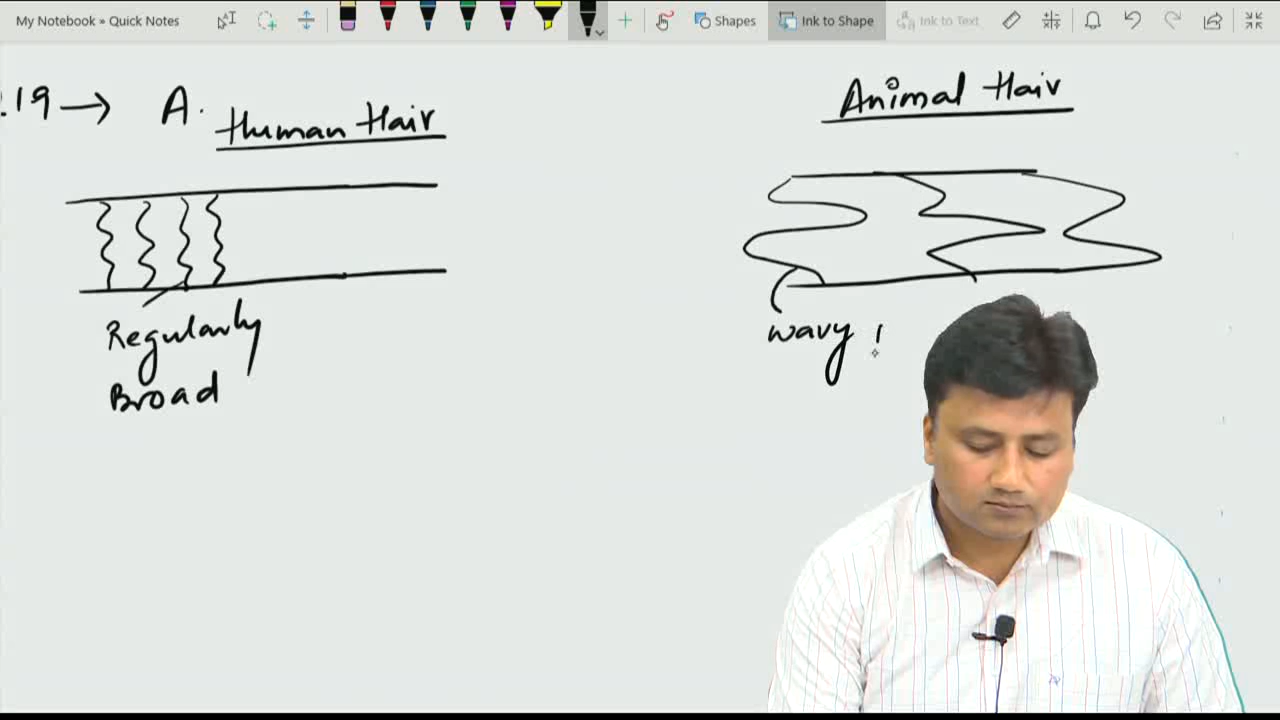 My Notebook » Quick Notes
Shapes
Ink to Shape
Ink to Text
.19 → A. Human Hair
Animal Hair
Regularly
Broad
wavy